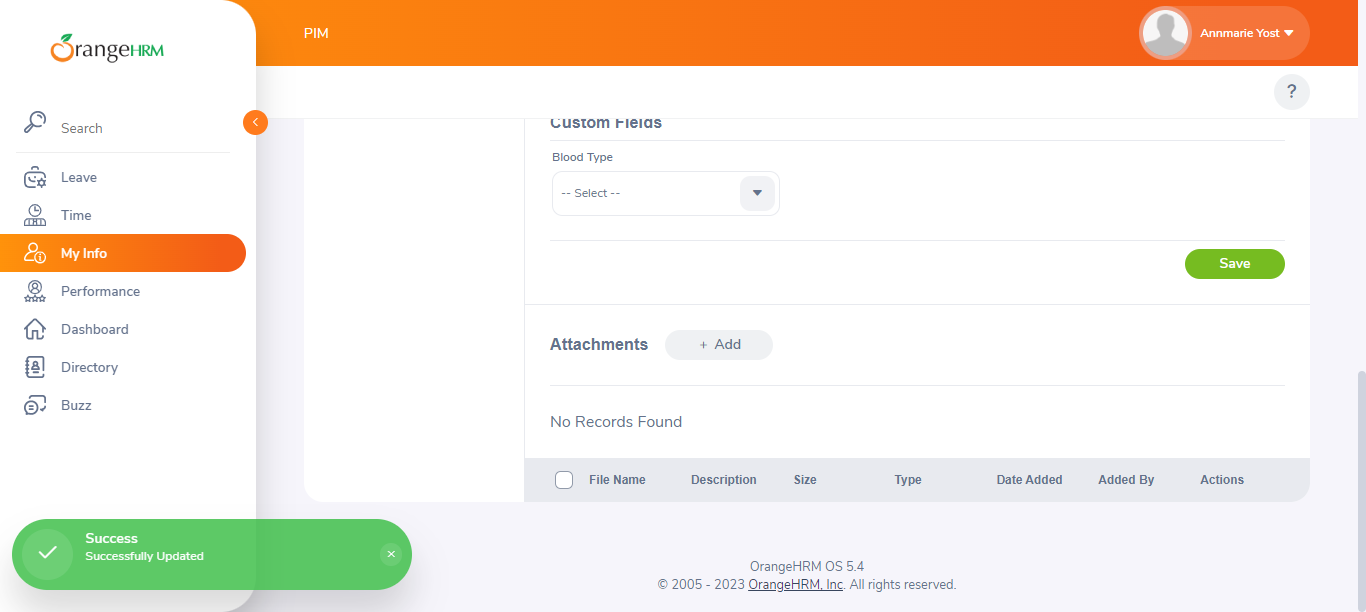 OrangeHRM
PIM
Annmarie Yost
?
Search
Leave
Time
My Info
Performance
Dashboard
Directory
Buzz
Custom Fields
Blood Type
-- Select --
Save
Attachments
+ Add
No Records Found
File Name Description Size Type Date Added Added By Actions
Success
Successfully Updated
OrangeHRM OS 5.4
© 2005 - 2023 OrangeHRM, Inc. All rights reserved.